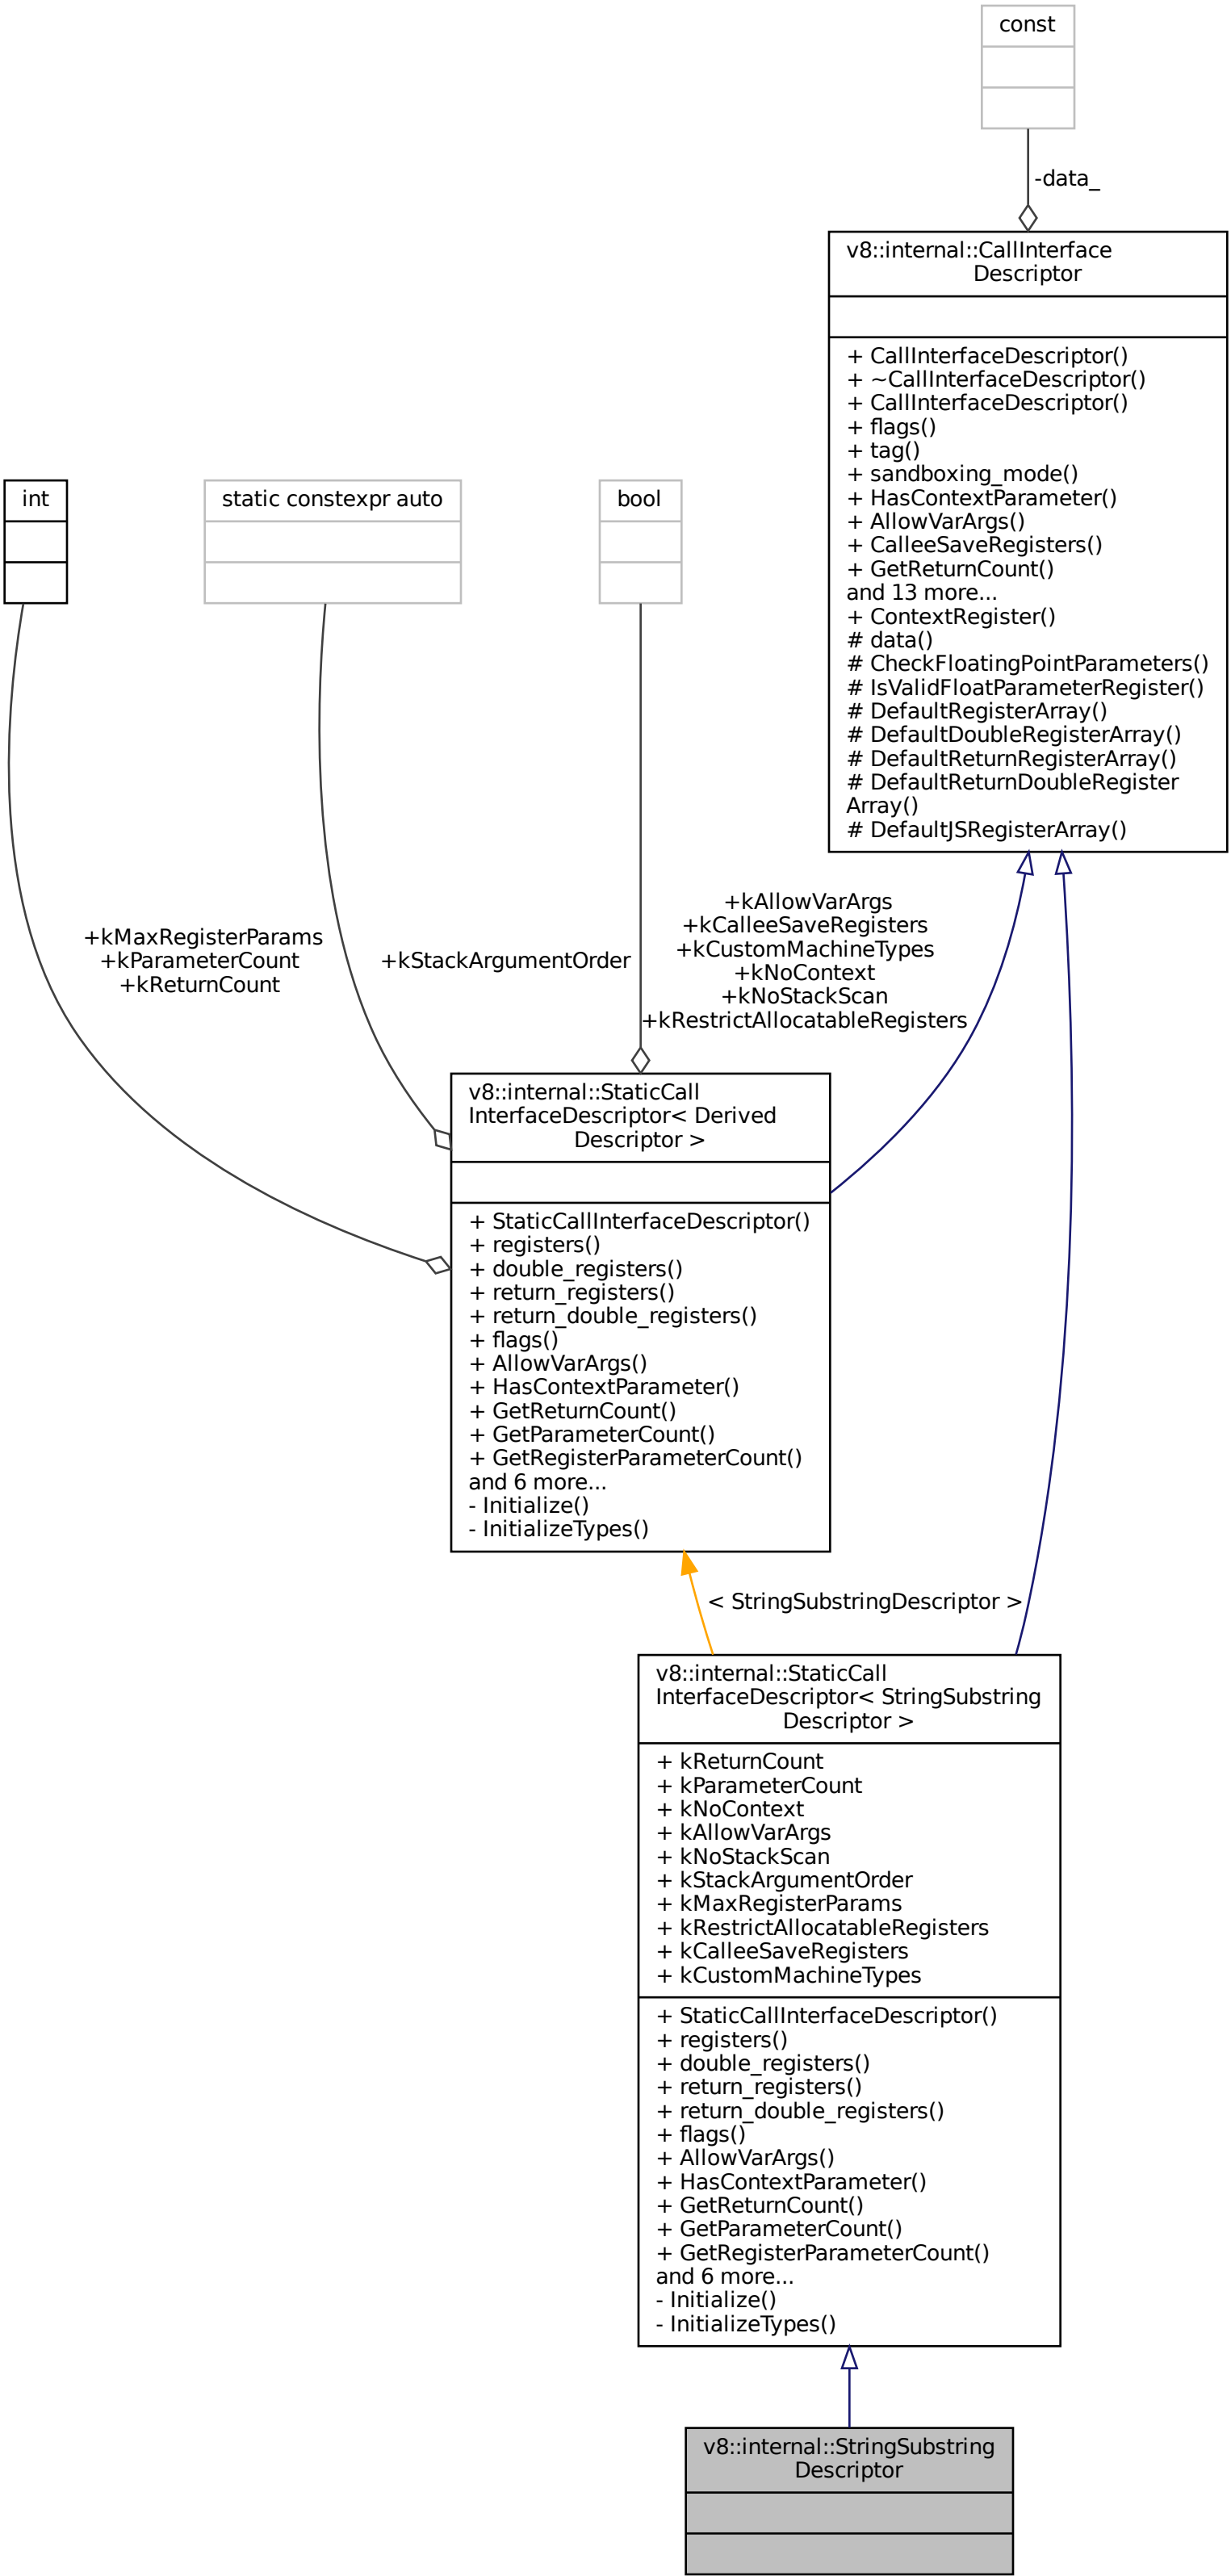 const
-data_
v8::internal::CallInterface
Descriptor
+ CallInterfaceDescriptor()
+ ~CallInterfaceDescriptor()
+ CallInterfaceDescriptor()
+ flags()
+ tag()
+ sandboxing_mode()
+ HasContextParameter()
+ AllowVarArgs()
+ CalleeSaveRegisters()
+ GetReturnCount()
and 13 more...
+ ContextRegister()
# data()
# CheckFloatingPointParameters()
# IsValidFloatParameterRegister()
# DefaultRegisterArray()
# DefaultDoubleRegisterArray()
# DefaultReturnRegisterArray()
# DefaultReturnDoubleRegister
Array()
# DefaultJSRegisterArray()
int
static constexpr auto
bool
+kMaxRegisterParams
+kParameterCount
+kReturnCount
+kStackArgumentOrder
+kAllowVarArgs
+kCalleeSaveRegisters
+kCustomMachineTypes
+kNoContext
+kNoStackScan
+kRestrictAllocatableRegisters
v8::internal::StaticCall
InterfaceDescriptor< Derived
Descriptor >
+ StaticCallInterfaceDescriptor()
+ registers()
+ double_registers()
+ return_registers()
+ return_double_registers()
+ flags()
+ AllowVarArgs()
+ HasContextParameter()
+ GetReturnCount()
+ GetParameterCount()
+ GetRegisterParameterCount()
and 6 more...
- Initialize()
- InitializeTypes()
< StringSubstringDescriptor >
v8::internal::StaticCall
InterfaceDescriptor< StringSubstring
Descriptor >
+ kReturnCount
+ kParameterCount
+ kNoContext
+ kAllowVarArgs
+ kNoStackScan
+ kStackArgumentOrder
+ kMaxRegisterParams
+ kRestrictAllocatableRegisters
+ kCalleeSaveRegisters
+ kCustomMachineTypes
+ StaticCallInterfaceDescriptor()
+ registers()
+ double_registers()
+ return_registers()
+ return_double_registers()
+ flags()
+ AllowVarArgs()
+ HasContextParameter()
+ GetReturnCount()
+ GetParameterCount()
+ GetRegisterParameterCount()
and 6 more...
- Initialize()
- InitializeTypes()
v8::internal::StringSubstring
Descriptor